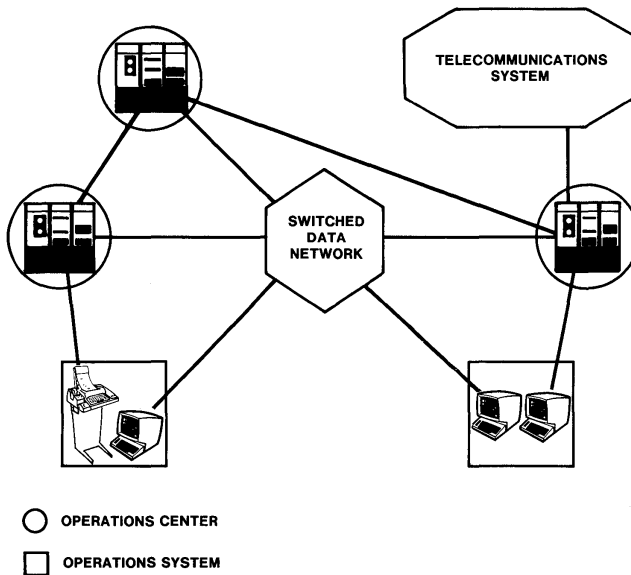 TELECOMMUNICATIONS
SYSTEM
SWITCHED
DATA
NETWORK
OPERATIONS CENTER
OPERATIONS SYSTEM